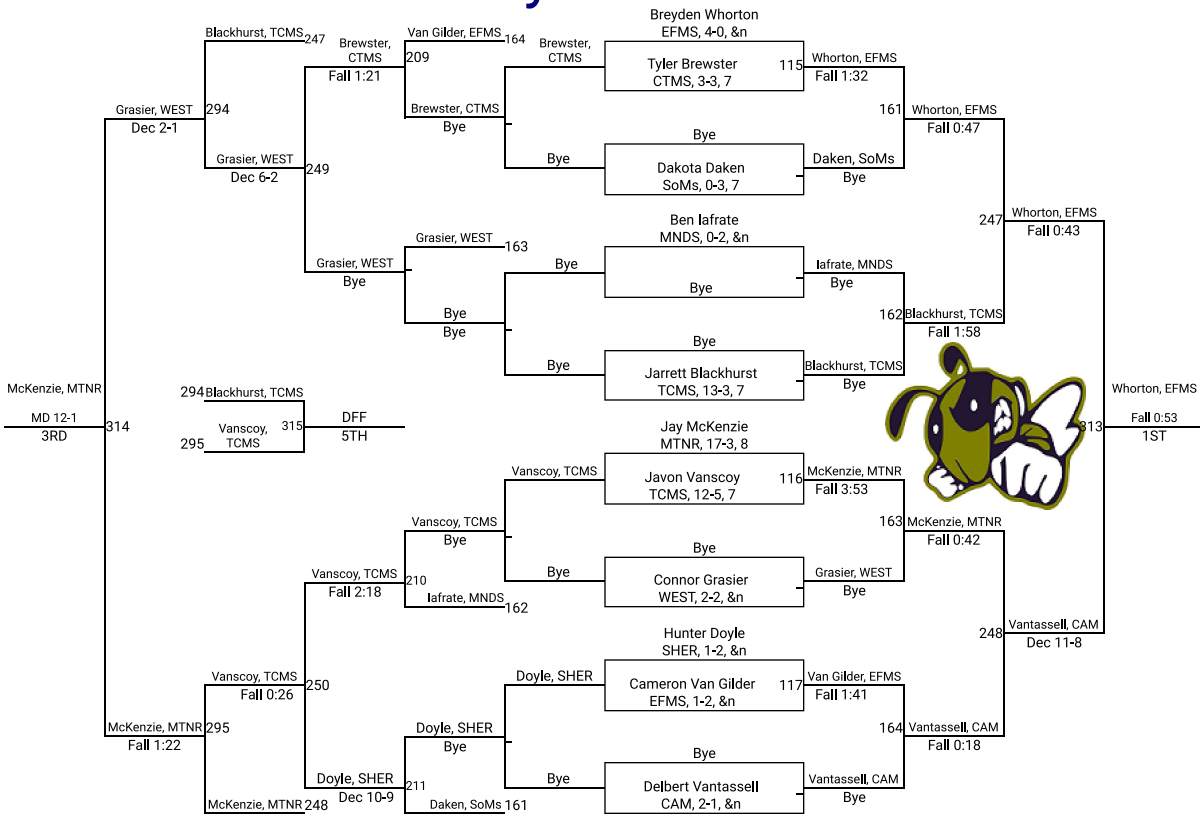 y
Breyden Whorton
EFMS, 4-0, &n
Blackhurst, TCMS 247
Brewster, CTMS
Fall 1:21
Van Gilder, EFMS 164
209
Brewster, CTMS
Tyler Brewster
CTMS, 3-3, 7
115
Whorton, EFMS
Fall 1:32
Grasier, WEST
Dec 2-1
294
Brewster, CTMS
Bye
161
Whorton, EFMS
Fall 0:47
Bye
Grasier, WEST
Dec 6-2
249
Bye
Dakota Daken
SoMs, 0-3, 7
Daken, SoMs
Bye
Ben Iafrate
MNDS, 0-2, &n
247
Whorton, EFMS
Fall 0:43
Grasier, WEST 163
Grasier, WEST
Bye
Bye
Bye
Iafrate, MNDS
Bye
Bye
Bye
162
Blackhurst, TCMS
Fall 1:58
Bye
Bye
Jarrett Blackhurst
TCMS, 13-3, 7
Blackhurst, TCMS
Bye
McKenzie, MTNR
MD 12-1
3RD
314
294 Blackhurst, TCMS
295 Vanscoy, TCMS
315
DFF
5TH
313
Whorton, EFMS
Fall 0:53
1ST
Jay McKenzie
MTNR, 17-3, 8
Vanscoy, TCMS
Javon Vanscoy
TCMS, 12-5, 7
116
McKenzie, MTNR
Fall 3:53
Vanscoy, TCMS
Bye
163
McKenzie, MTNR
Fall 0:42
Bye
Vanscoy, TCMS
Fall 2:18
210
Bye
Connor Grasier
WEST, 2-2, &n
Grasier, WEST
Bye
Iafrate, MNDS 162
Hunter Doyle
SHER, 1-2, &n
248
Vantassell, CAM
Dec 11-8
Vanscoy, TCMS
Fall 0:26
250
Doyle, SHER
Cameron Van Gilder
EFMS, 1-2, &n
117
Van Gilder, EFMS
Fall 1:41
McKenzie, MTNR
Fall 1:22
295
Doyle, SHER
Bye
164
Vantassell, CAM
Fall 0:18
Bye
Doyle, SHER
Dec 10-9
211
Bye
Delbert Vantassell
CAM, 2-1, &n
Vantassell, CAM
Bye
McKenzie, MTNR 248
Daken, SoMs 161